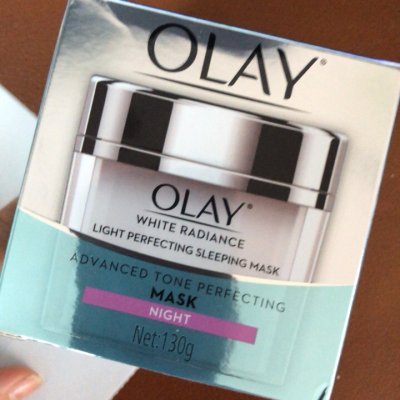 OLAY®
OLAY®
WHITE RADIANCE
LIGHT PERFECTING SLEEPING MASK
ADVANCED TONE PERFECTING
MASK
NIGHT
Net:130g